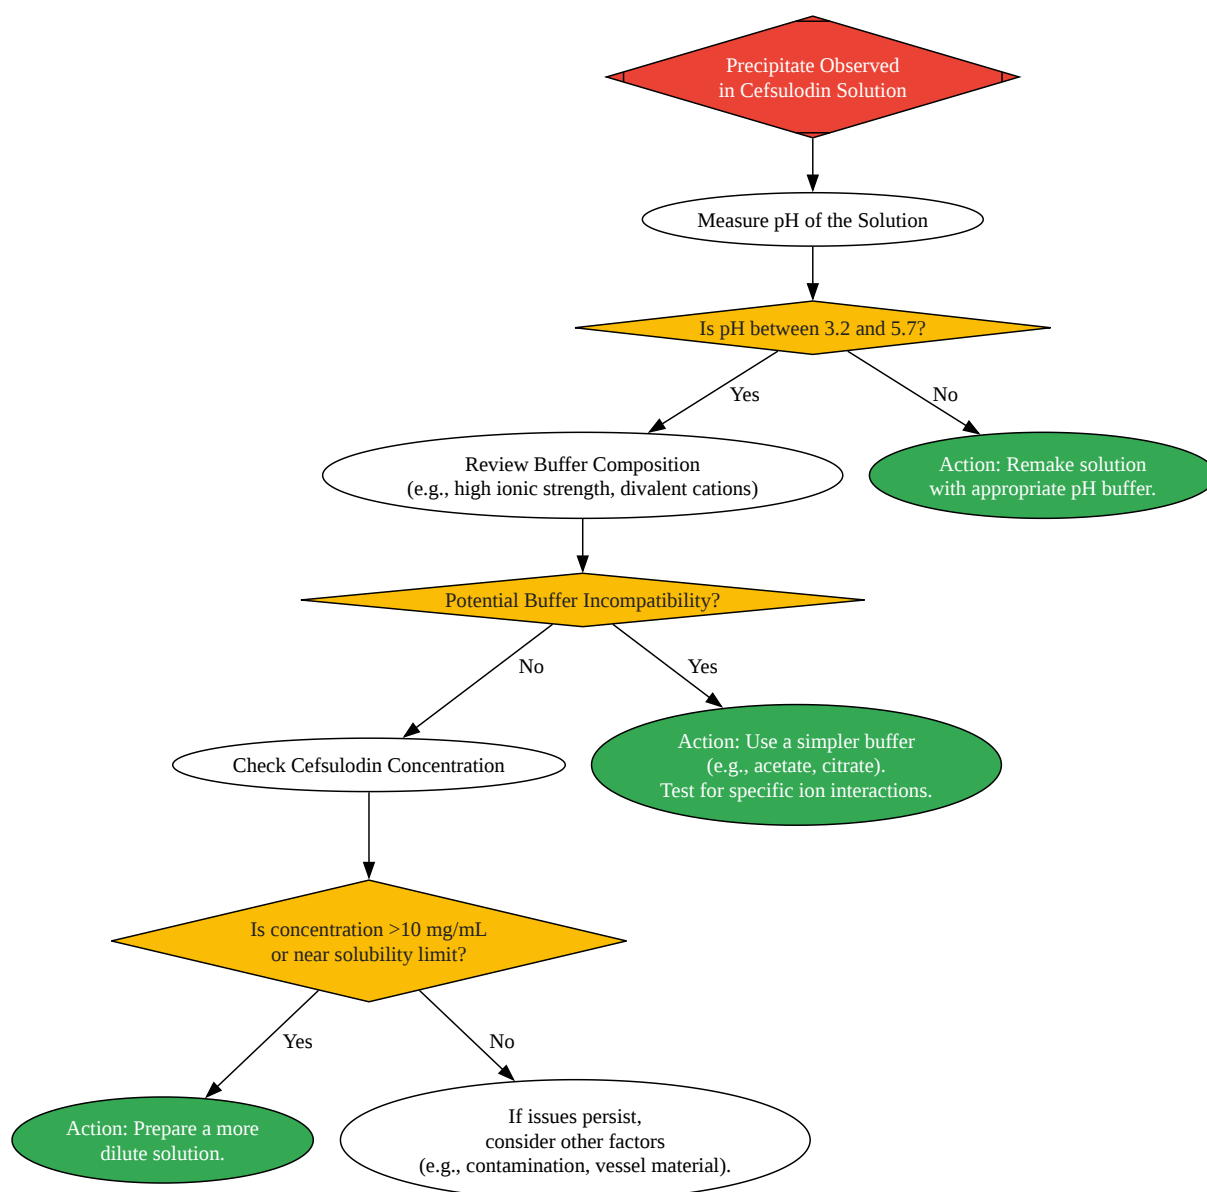 Precipitate Observed
in Cefsulodin Solution
Measure pH of the Solution
Is pH between 3.2 and 5.7?
Yes
No
Review Buffer Composition
(e.g., high ionic strength, divalent cations)
Action: Remake solution
with appropriate pH buffer.
Potential Buffer Incompatibility?
No
Yes
Check Cefsulodin Concentration
Action: Use a simpler buffer
(e.g., acetate, citrate).
Test for specific ion interactions.
Is concentration >10 mg/mL
or near solubility limit?
Yes
No
Action: Prepare a more
dilute solution.
If issues persist,
consider other factors
(e.g., contamination, vessel material).